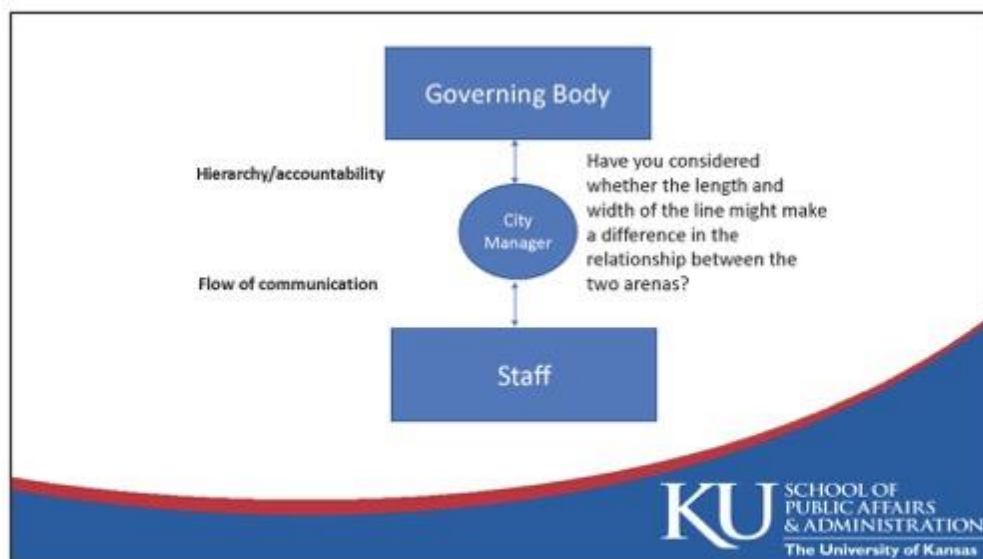 Governing Body
Hierarchy/accountability
Have you considered
whether the length and
width of the line might make
a difference in the
relationship between the
two arenas?
City
Manager
Flow of communication
Staff
KU SCHOOL OF
PUBLIC AFFAIRS
& ADMINISTRATION
The University of Kansas